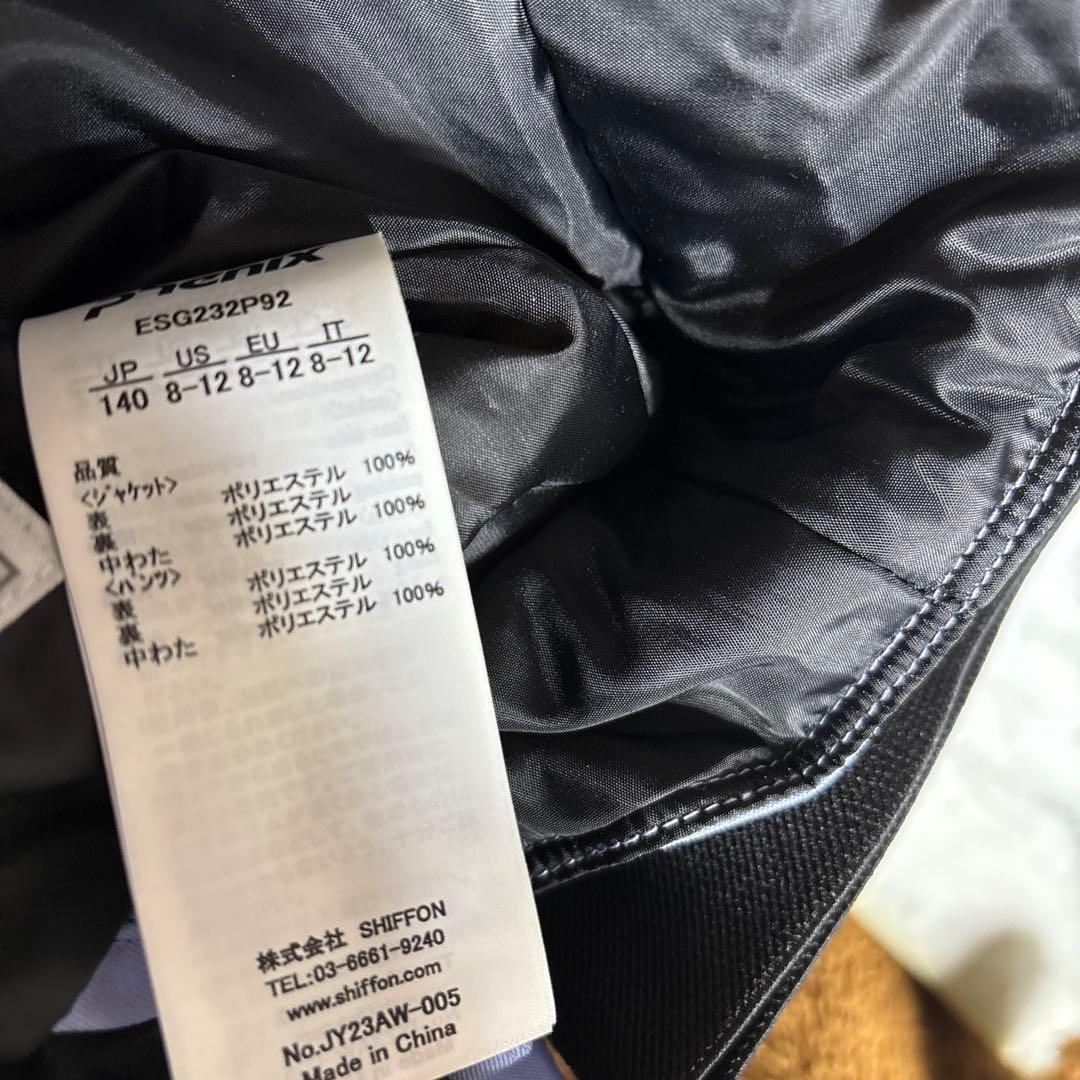 Phenix
ESG232P92
JP US EU IT
140 8-12 8-12 8-12
品質
<ジャケット>
表 ポリエステル 100%
裏 ポリエステル
中わた ポリエステル 100%
<パンツ>
表 ポリエステル 100%
裏 ポリエステル
中わた ポリエステル 100%
株式会社 SHIFFON
TEL:03-6661-9240
www.shiffon.com
No.JY23AW-005
Made in China